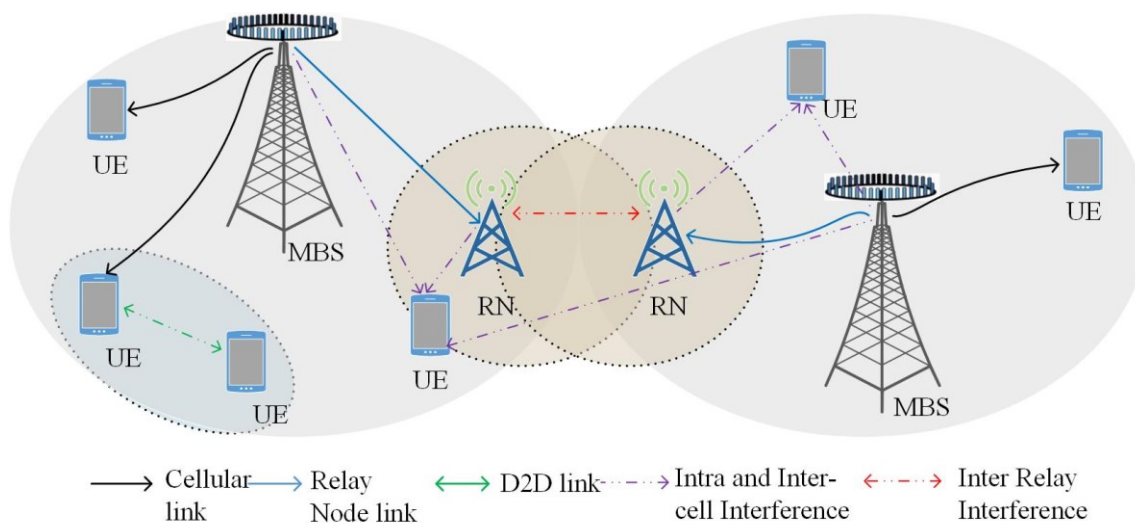 UE
UE
UE
MBS
RN
RN
UE
UE
UE
UE
MBS
Cellular
link
Relay
Node link
D2D link
Intra and Inter-
cell Interference
Inter Relay
Interference